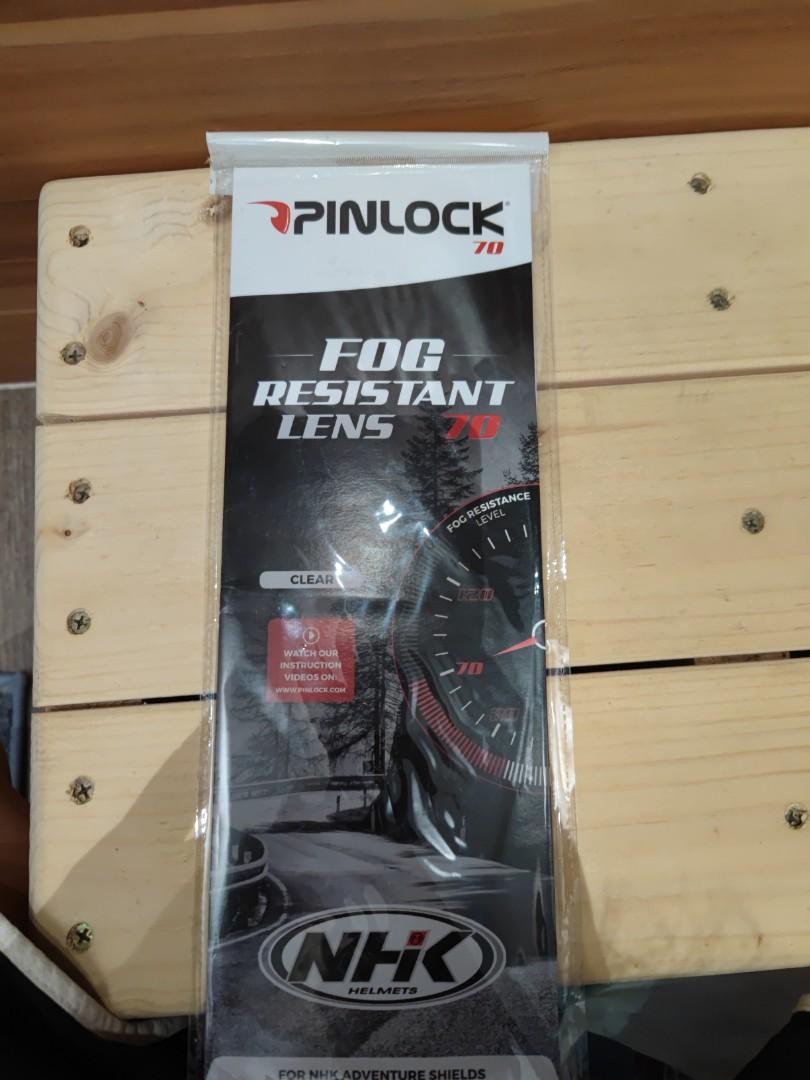 PINLOCK®
70
FOG
RESISTANT
LENS 70
FOG RESISTANCE
LEVEL
CLEAR
120
WATCH OUR
INSTRUCTION
VIDEOS ON:
WWW.PINLOCK.COM
70
NHK
HELMETS
FOR NHK ADVENTURE SHIELDS